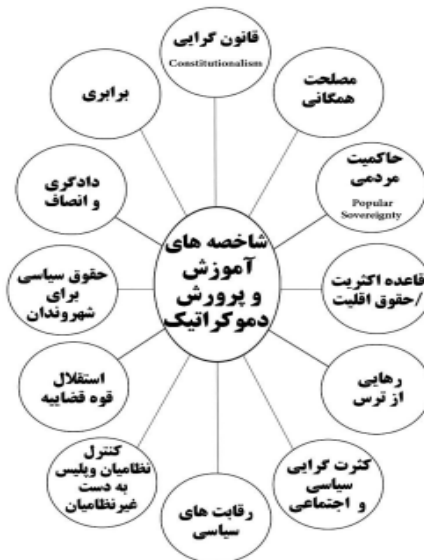 قانون گرایی
Constitutionalism
مصلحت
همگانی
حاکمیت
مردمی
Popular
Sovereignty
قاعده اکثریت
/حقوق اقلیت
رهایی
از ترس
کثرت گرایی
سیاسی
و اجتماعی
رقابت های
سیاسی
کنترل
نظامیان وپلیس
به دست
غیرنظامیان
استقلال
قوه قضاییه
حقوق سیاسی
برای
شهروندان
دادگری
و انصاف
برابری
شاخصه های
آموزش
و پرورش
دموکراتیک